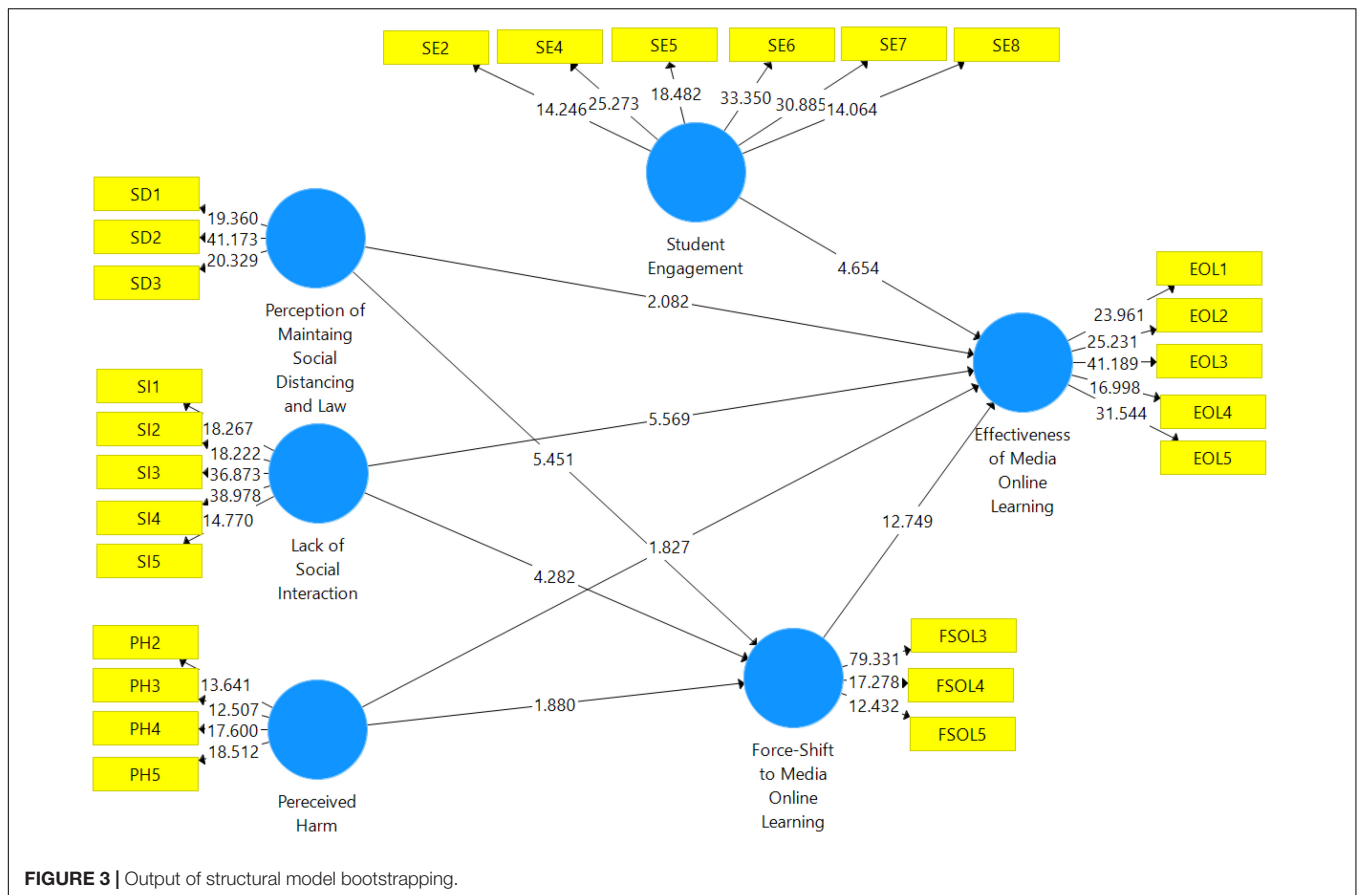 SE2
SE4
SE5
SE6
SE7
SE8
14.246
25.273
18.482
33.350
30.885
14.064
Student
Engagement
SD1
SD2
SD3
19.360
41.173
20.329
Perception of
Maintaing
Social
Distancing
and Law
4.654
2.082
5.451
EOL1
EOL2
EOL3
EOL4
EOL5
23.961
25.231
41.189
16.998
31.544
Effectiveness
of Media
Online
Learning
SI1
SI2
SI3
SI4
SI5
18.267
18.222
36.873
38.978
14.770
Lack of
Social
Interaction
5.569
4.282
12.749
PH2
PH3
PH4
PH5
13.641
12.507
17.600
18.512
Pereceived
Harm
1.827
1.880
FSOL3
FSOL4
FSOL5
79.331
17.278
12.432
Force-Shift
to Media
Online
Learning
FIGURE 3 | Output of structural model bootstrapping.